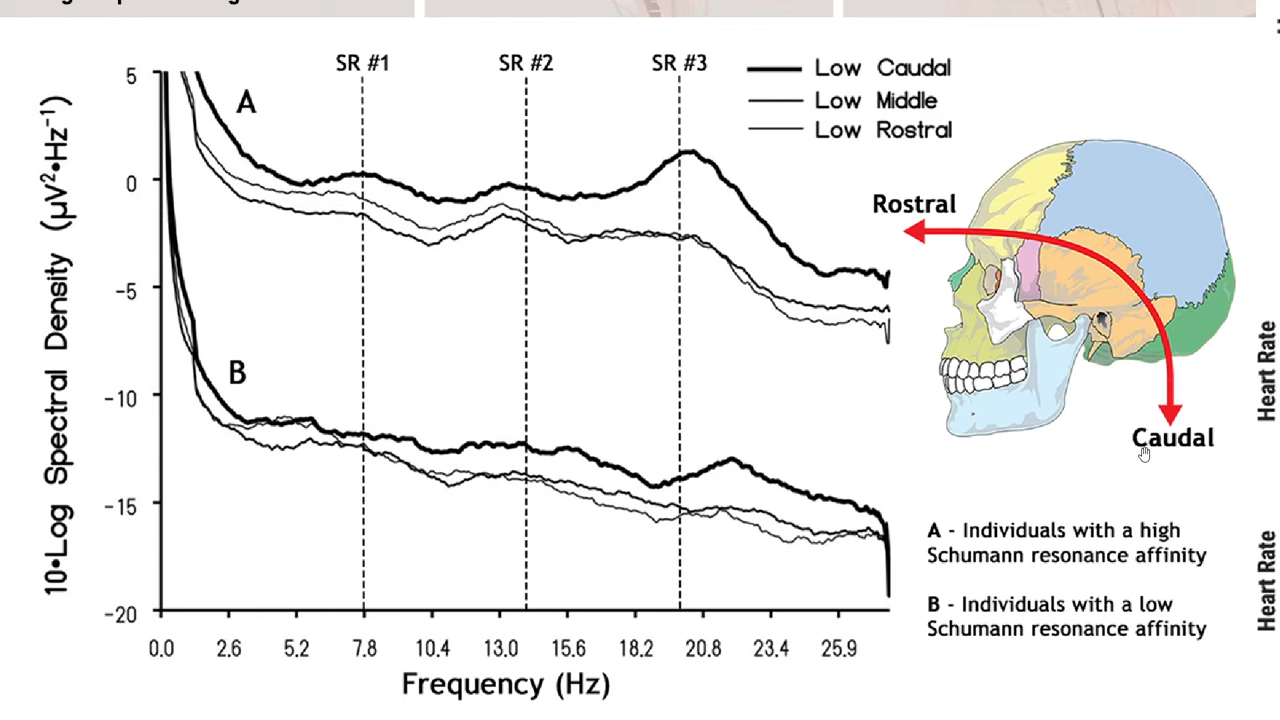 SR #1
SR #2
SR #3
Low Caudal
Low Middle
Low Rostral
A
B
5
0
-5
-10
-15
-20
10•Log Spectral Density (µV²•Hz⁻¹)
0.0 2.6 5.2 7.8 10.4 13.0 15.6 18.2 20.8 23.4 25.9
Frequency (Hz)
Rostral
Caudal
A - Individuals with a high
Schumann resonance affinity
B - Individuals with a low
Schumann resonance affinity
Heart Rate
Heart Rate